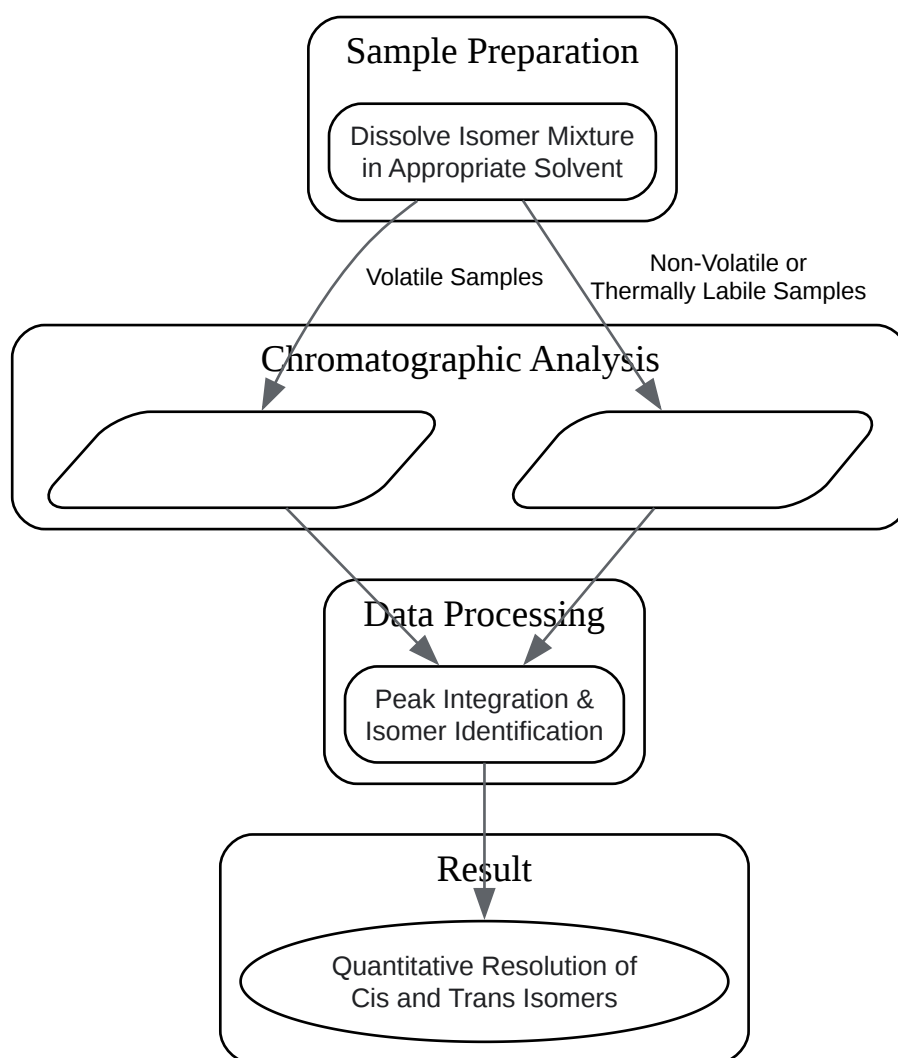 Sample Preparation
Dissolve Isomer Mixture
in Appropriate Solvent
Volatile Samples
Non-Volatile or
Thermally Labile Samples
Chromatographic Analysis
Data Processing
Peak Integration &
Isomer Identification
Result
Quantitative Resolution of
Cis and Trans Isomers